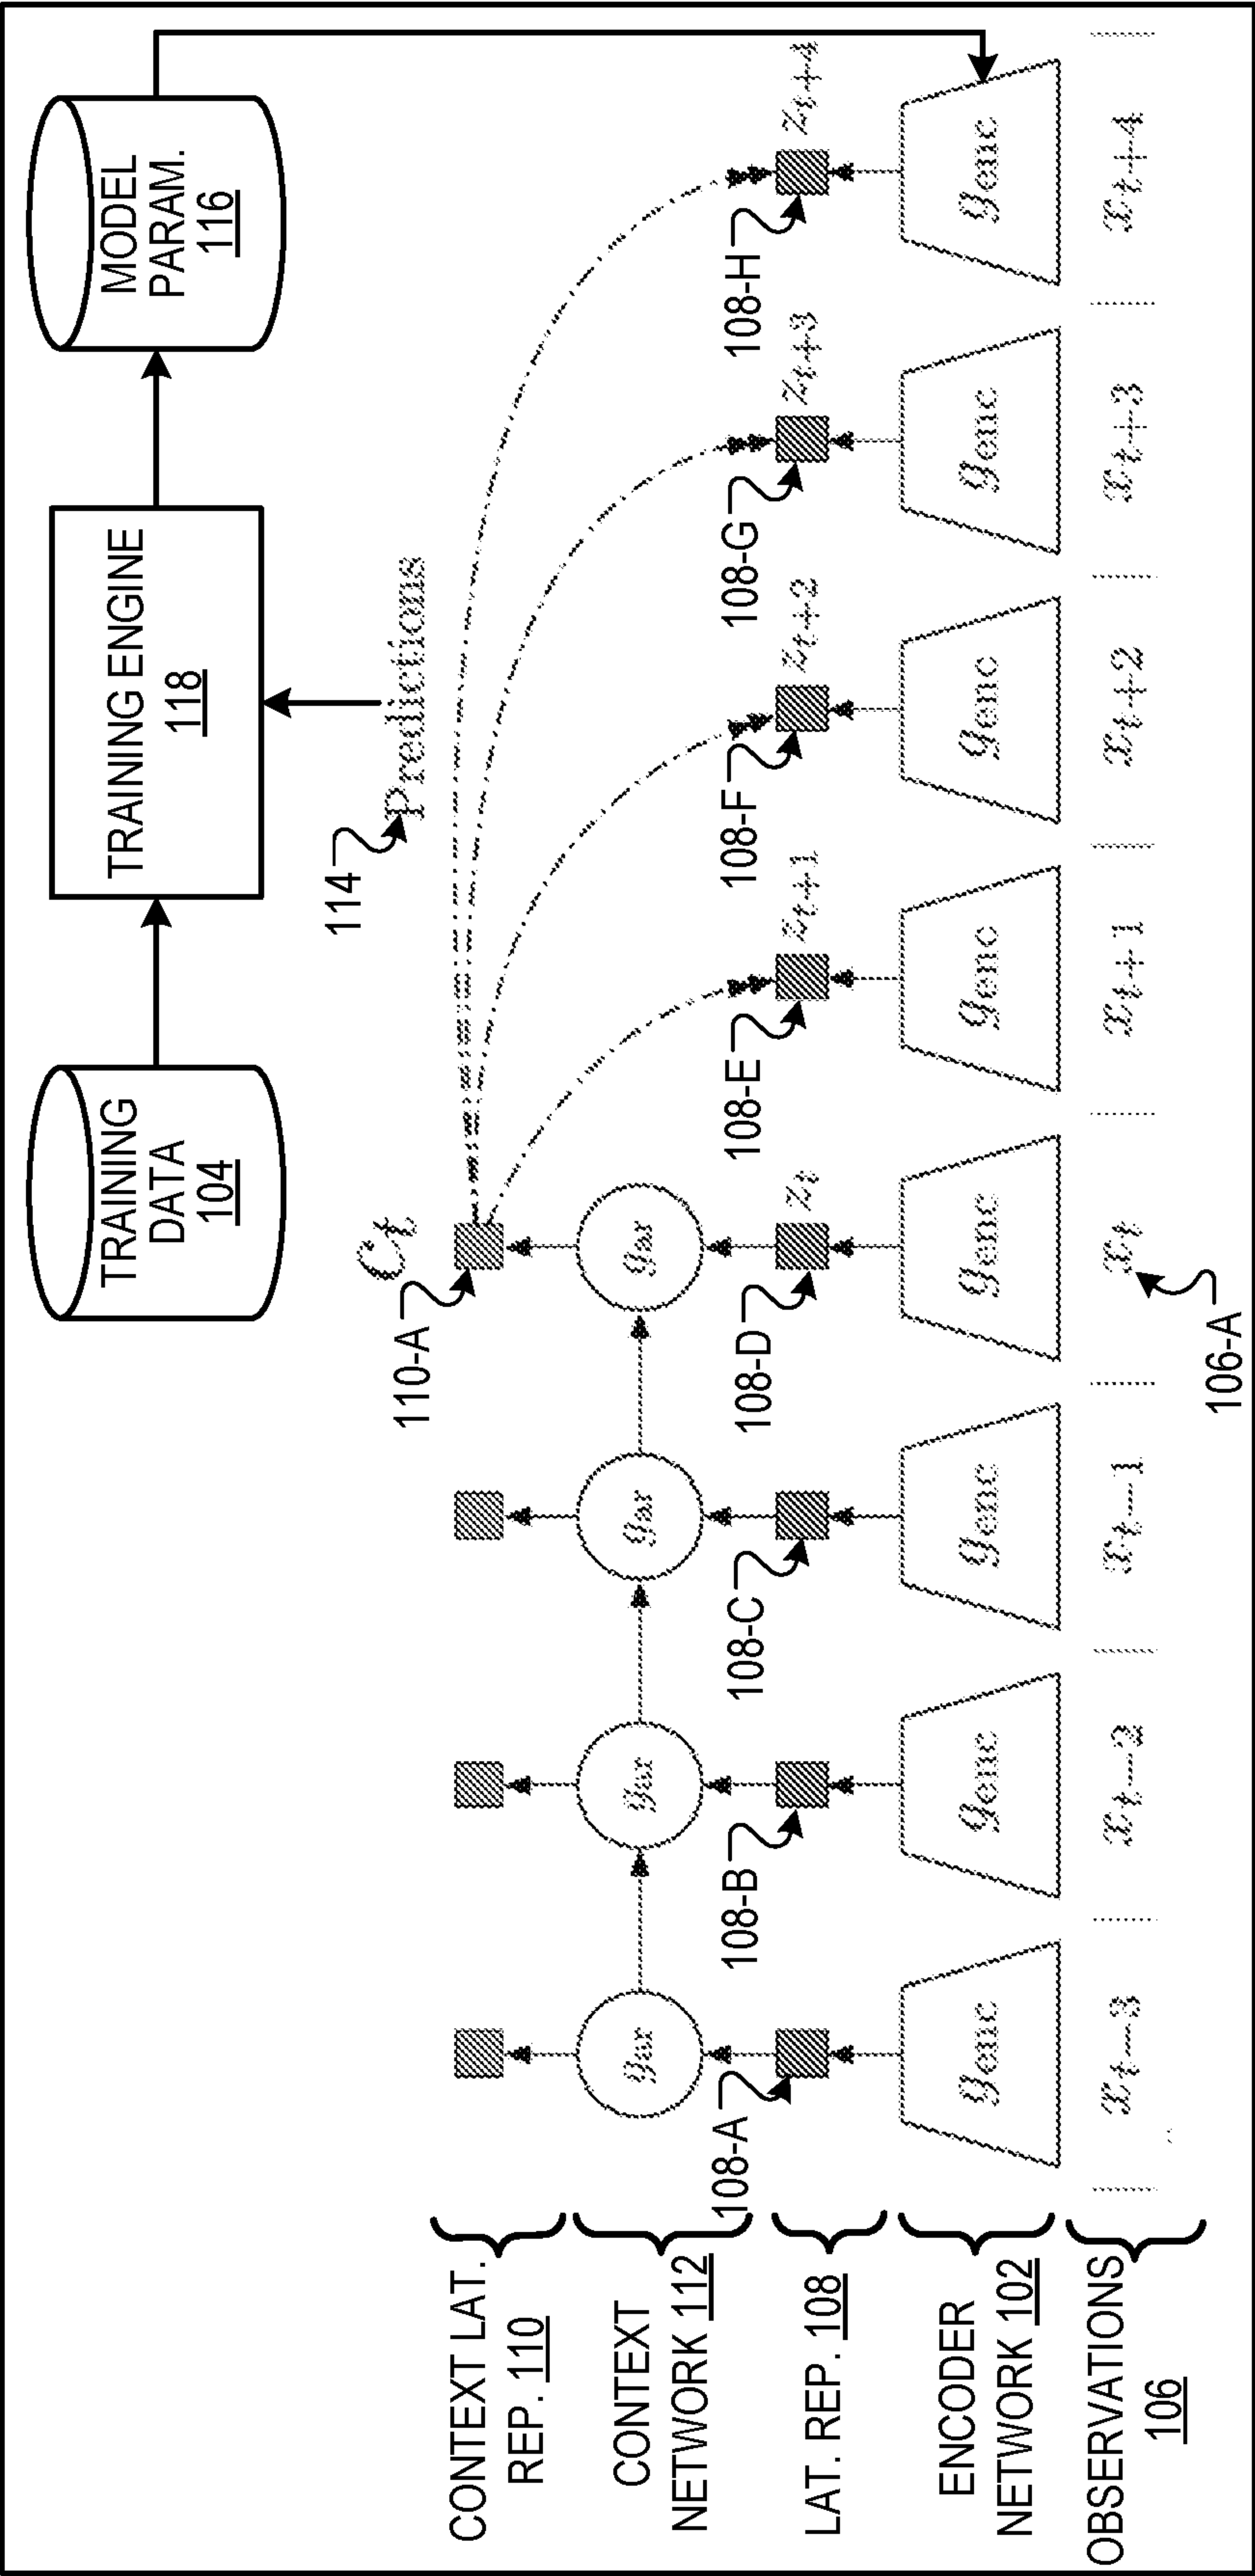 TRAINING
DATA
104
TRAINING ENGINE
118
MODEL
PARAM.
116
114
Predictions
CONTEXT LAT.
REP. 110
110-A
C_t
CONTEXT
NETWORK 112
g_ar
g_ar
g_ar
g_ar
LAT. REP. 108
108-A
108-B
108-C
108-D
z_t
108-E
z_{t+1}
108-F
z_{t+2}
108-G
z_{t+3}
108-H
z_{t+4}
ENCODER
NETWORK 102
g_enc
g_enc
g_enc
g_enc
g_enc
g_enc
g_enc
g_enc
OBSERVATIONS
106
x_{t-3}
x_{t-2}
x_{t-1}
x_t
x_{t+1}
x_{t+2}
x_{t+3}
x_{t+4}
106-A